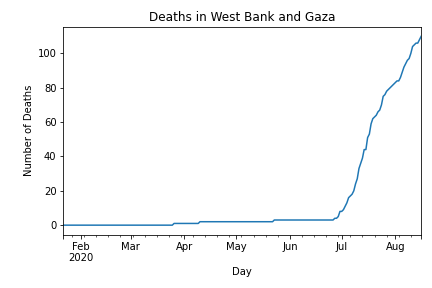 Deaths in West Bank and Gaza
Number of Deaths
100
80
60
40
20
0
Feb Mar Apr May Jun Jul Aug
2020
Day